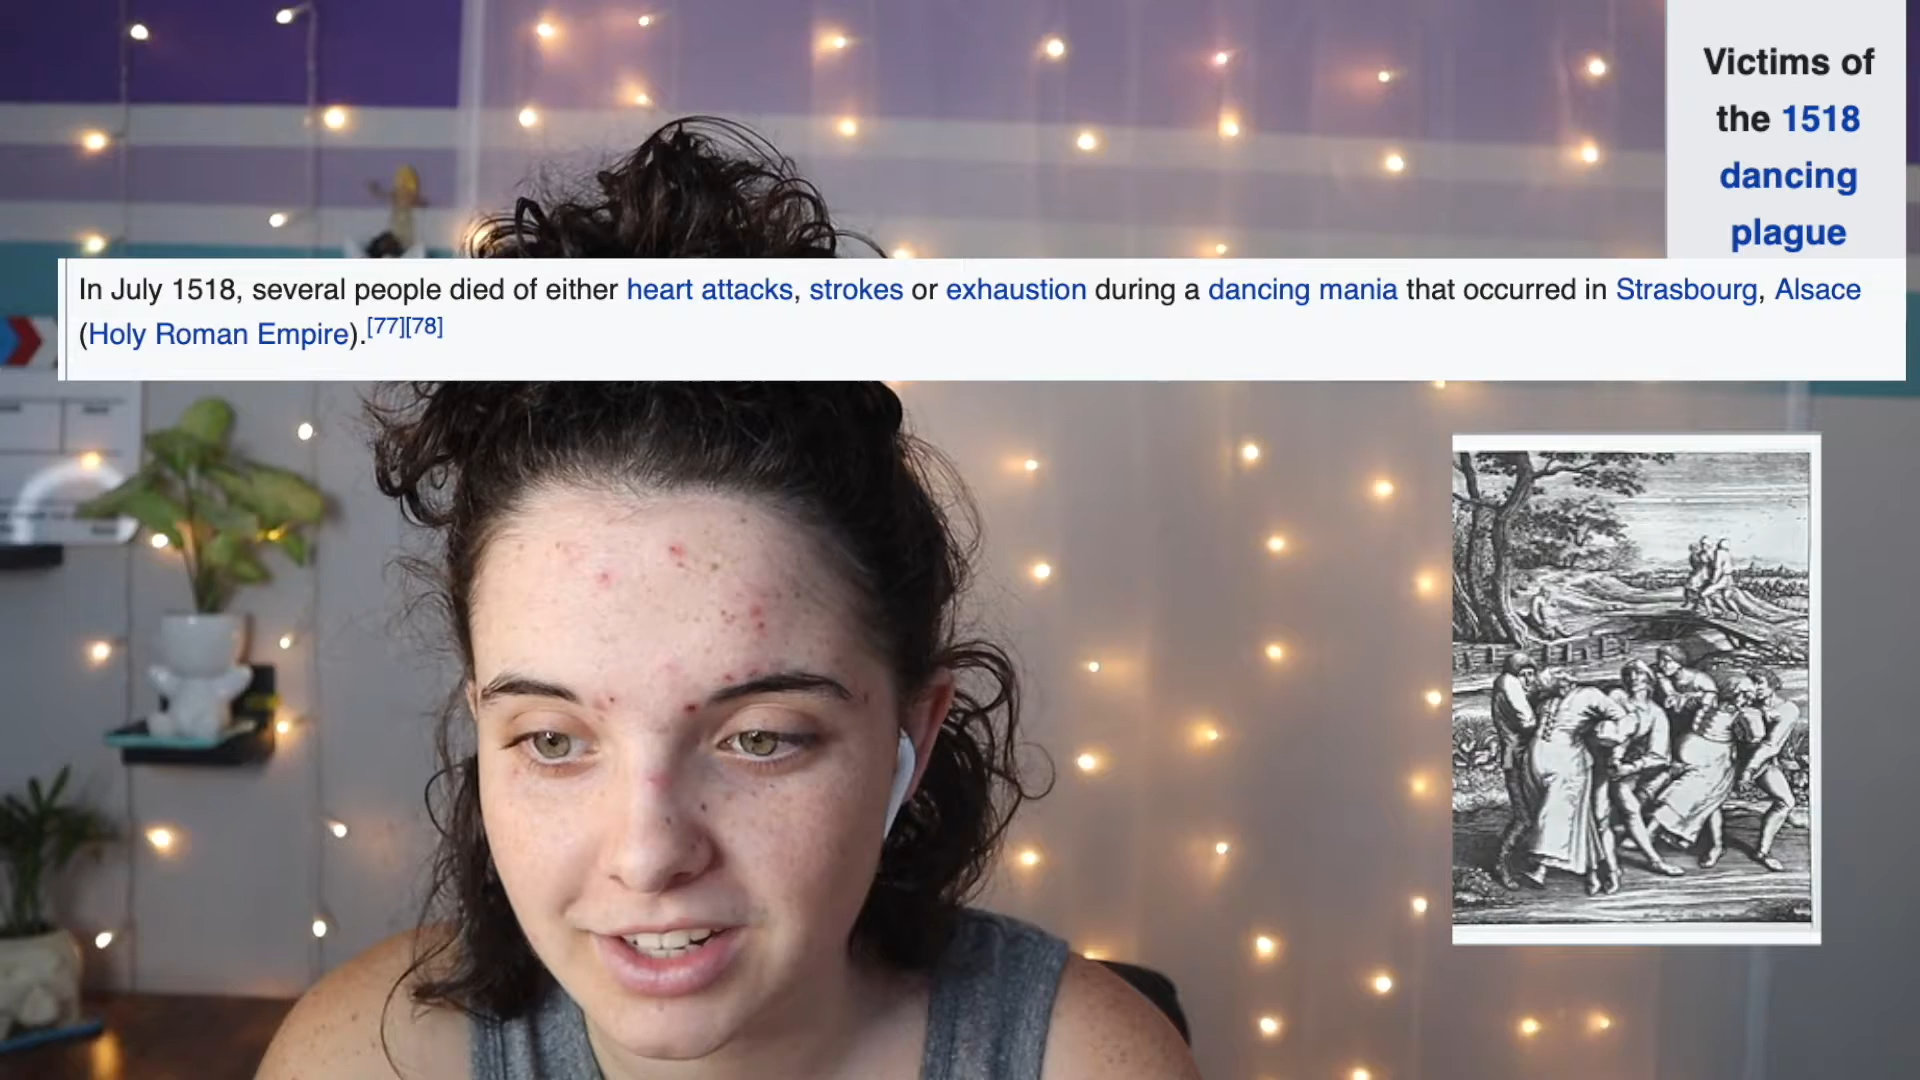 Victims of
the 1518
dancing
plague
In July 1518, several people died of either heart attacks, strokes or exhaustion during a dancing mania that occurred in Strasbourg, Alsace
(Holy Roman Empire).[77][78]